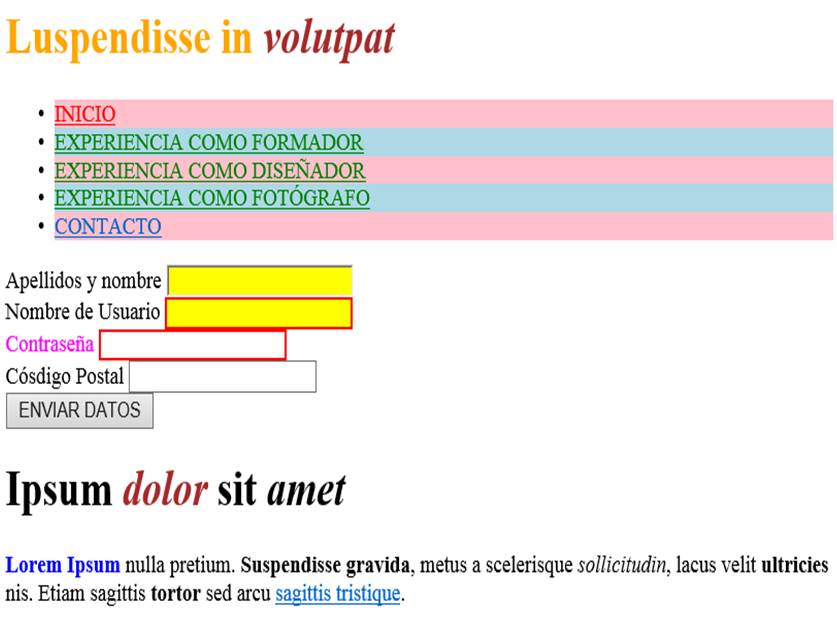 Luspendisse in volutpat
INICIO
EXPERIENCIA COMO FORMADOR
EXPERIENCIA COMO DISEÑADOR
EXPERIENCIA COMO FOTÓGRAFO
CONTACTO
Apellidos y nombre
Nombre de Usuario
Contraseña
Cósdigo Postal
ENVIAR DATOS
Ipsum dolor sit amet
Lorem Ipsum nulla pretium. Suspendisse gravida, metus a scelerisque sollicitudin, lacus velit ultricies
nis. Etiam sagittis tortor sed arcu sagittis tristique.